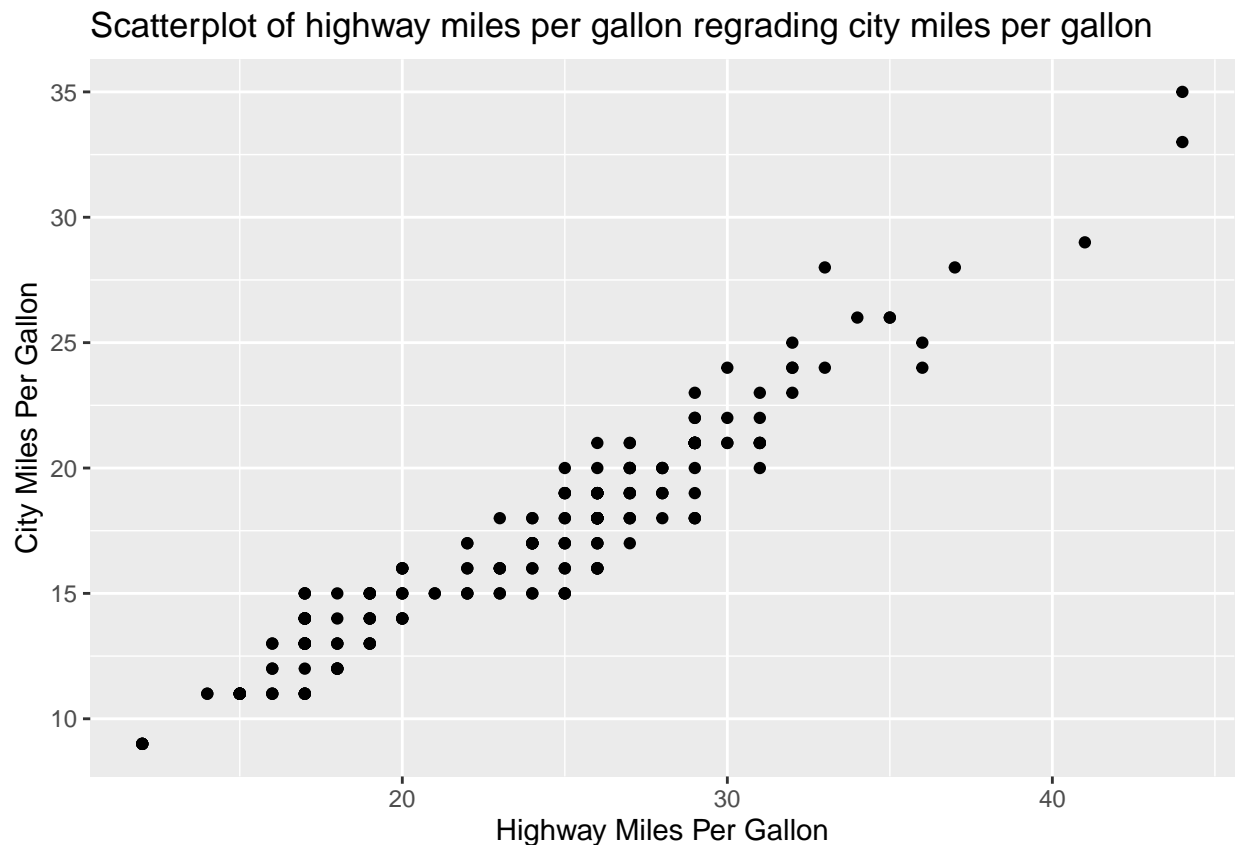 Scatterplot of highway miles per gallon regrading city miles per gallon
35
30
25
20
15
10
City Miles Per Gallon
20 30 40
Highway Miles Per Gallon